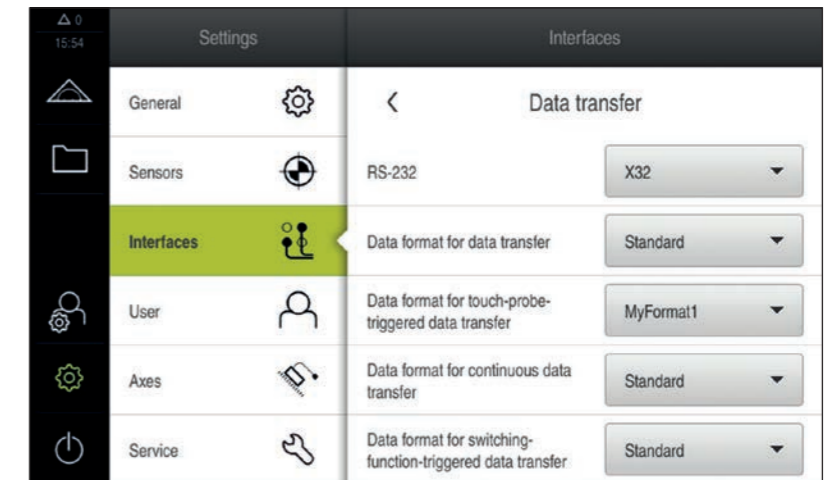 0
15:54
Settings
Interfaces
General
Sensors
Interfaces
User
Axes
Service
Data transfer
RS-232
X32
Data format for data transfer
Standard
Data format for touch-probe-
triggered data transfer
MyFormat1
Data format for continuous data
transfer
Standard
Data format for switching-
function-triggered data transfer
Standard